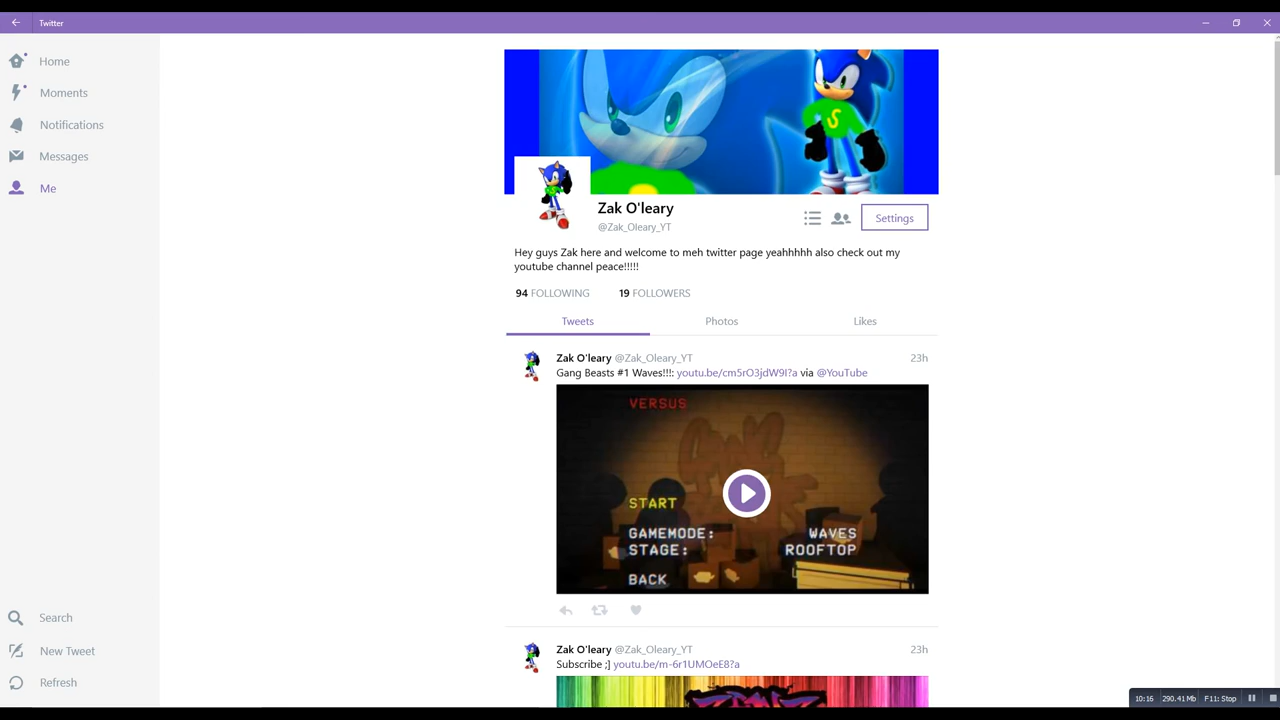 Twitter
Home
Moments
Notifications
Messages
Me
S
Zak O'leary
@Zak_Oleary_YT
Settings
Hey guys Zak here and welcome to meh twitter page yeahhhhh also check out my
youtube channel peace!!!!!
94 FOLLOWING 19 FOLLOWERS
Tweets Photos Likes
Zak O'leary @Zak_Oleary_YT 23h
Gang Beasts #1 Waves!!!: youtu.be/cm5rO3jdW9I?a via @YouTube
VERSUS
START
GAMEMODE: WAVES
STAGE: ROOFTOP
BACK
Zak O'leary @Zak_Oleary_YT 23h
Subscribe ;] youtu.be/m-6r1UMOeE8?a
Search
New Tweet
Refresh
10:16 290.41 Mb F11: Stop